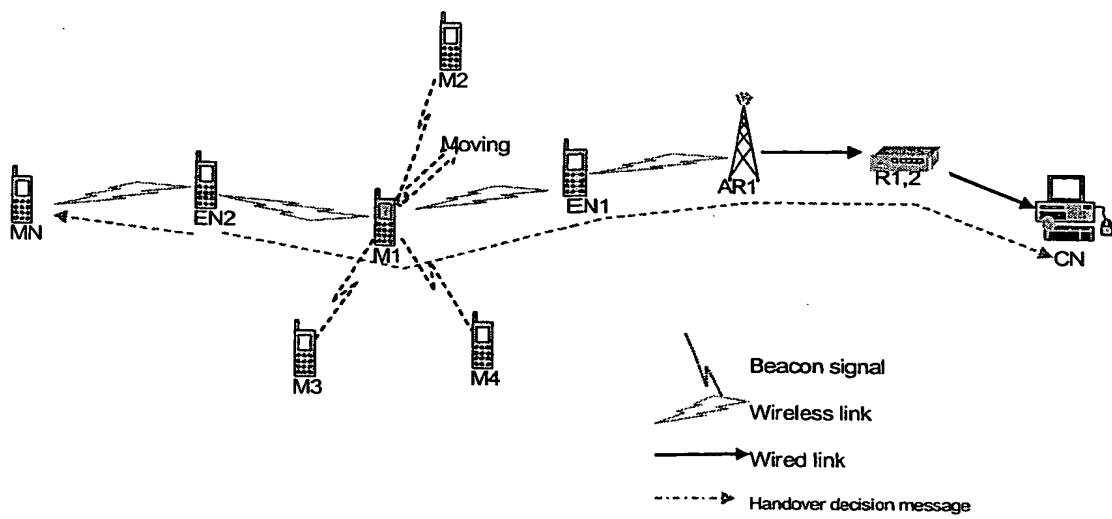 M2
Moving
MN
EN2
M1
EN1
AR1
R1,2
CN
M3
M4
Beacon signal
Wireless link
Wired link
Handover decision message